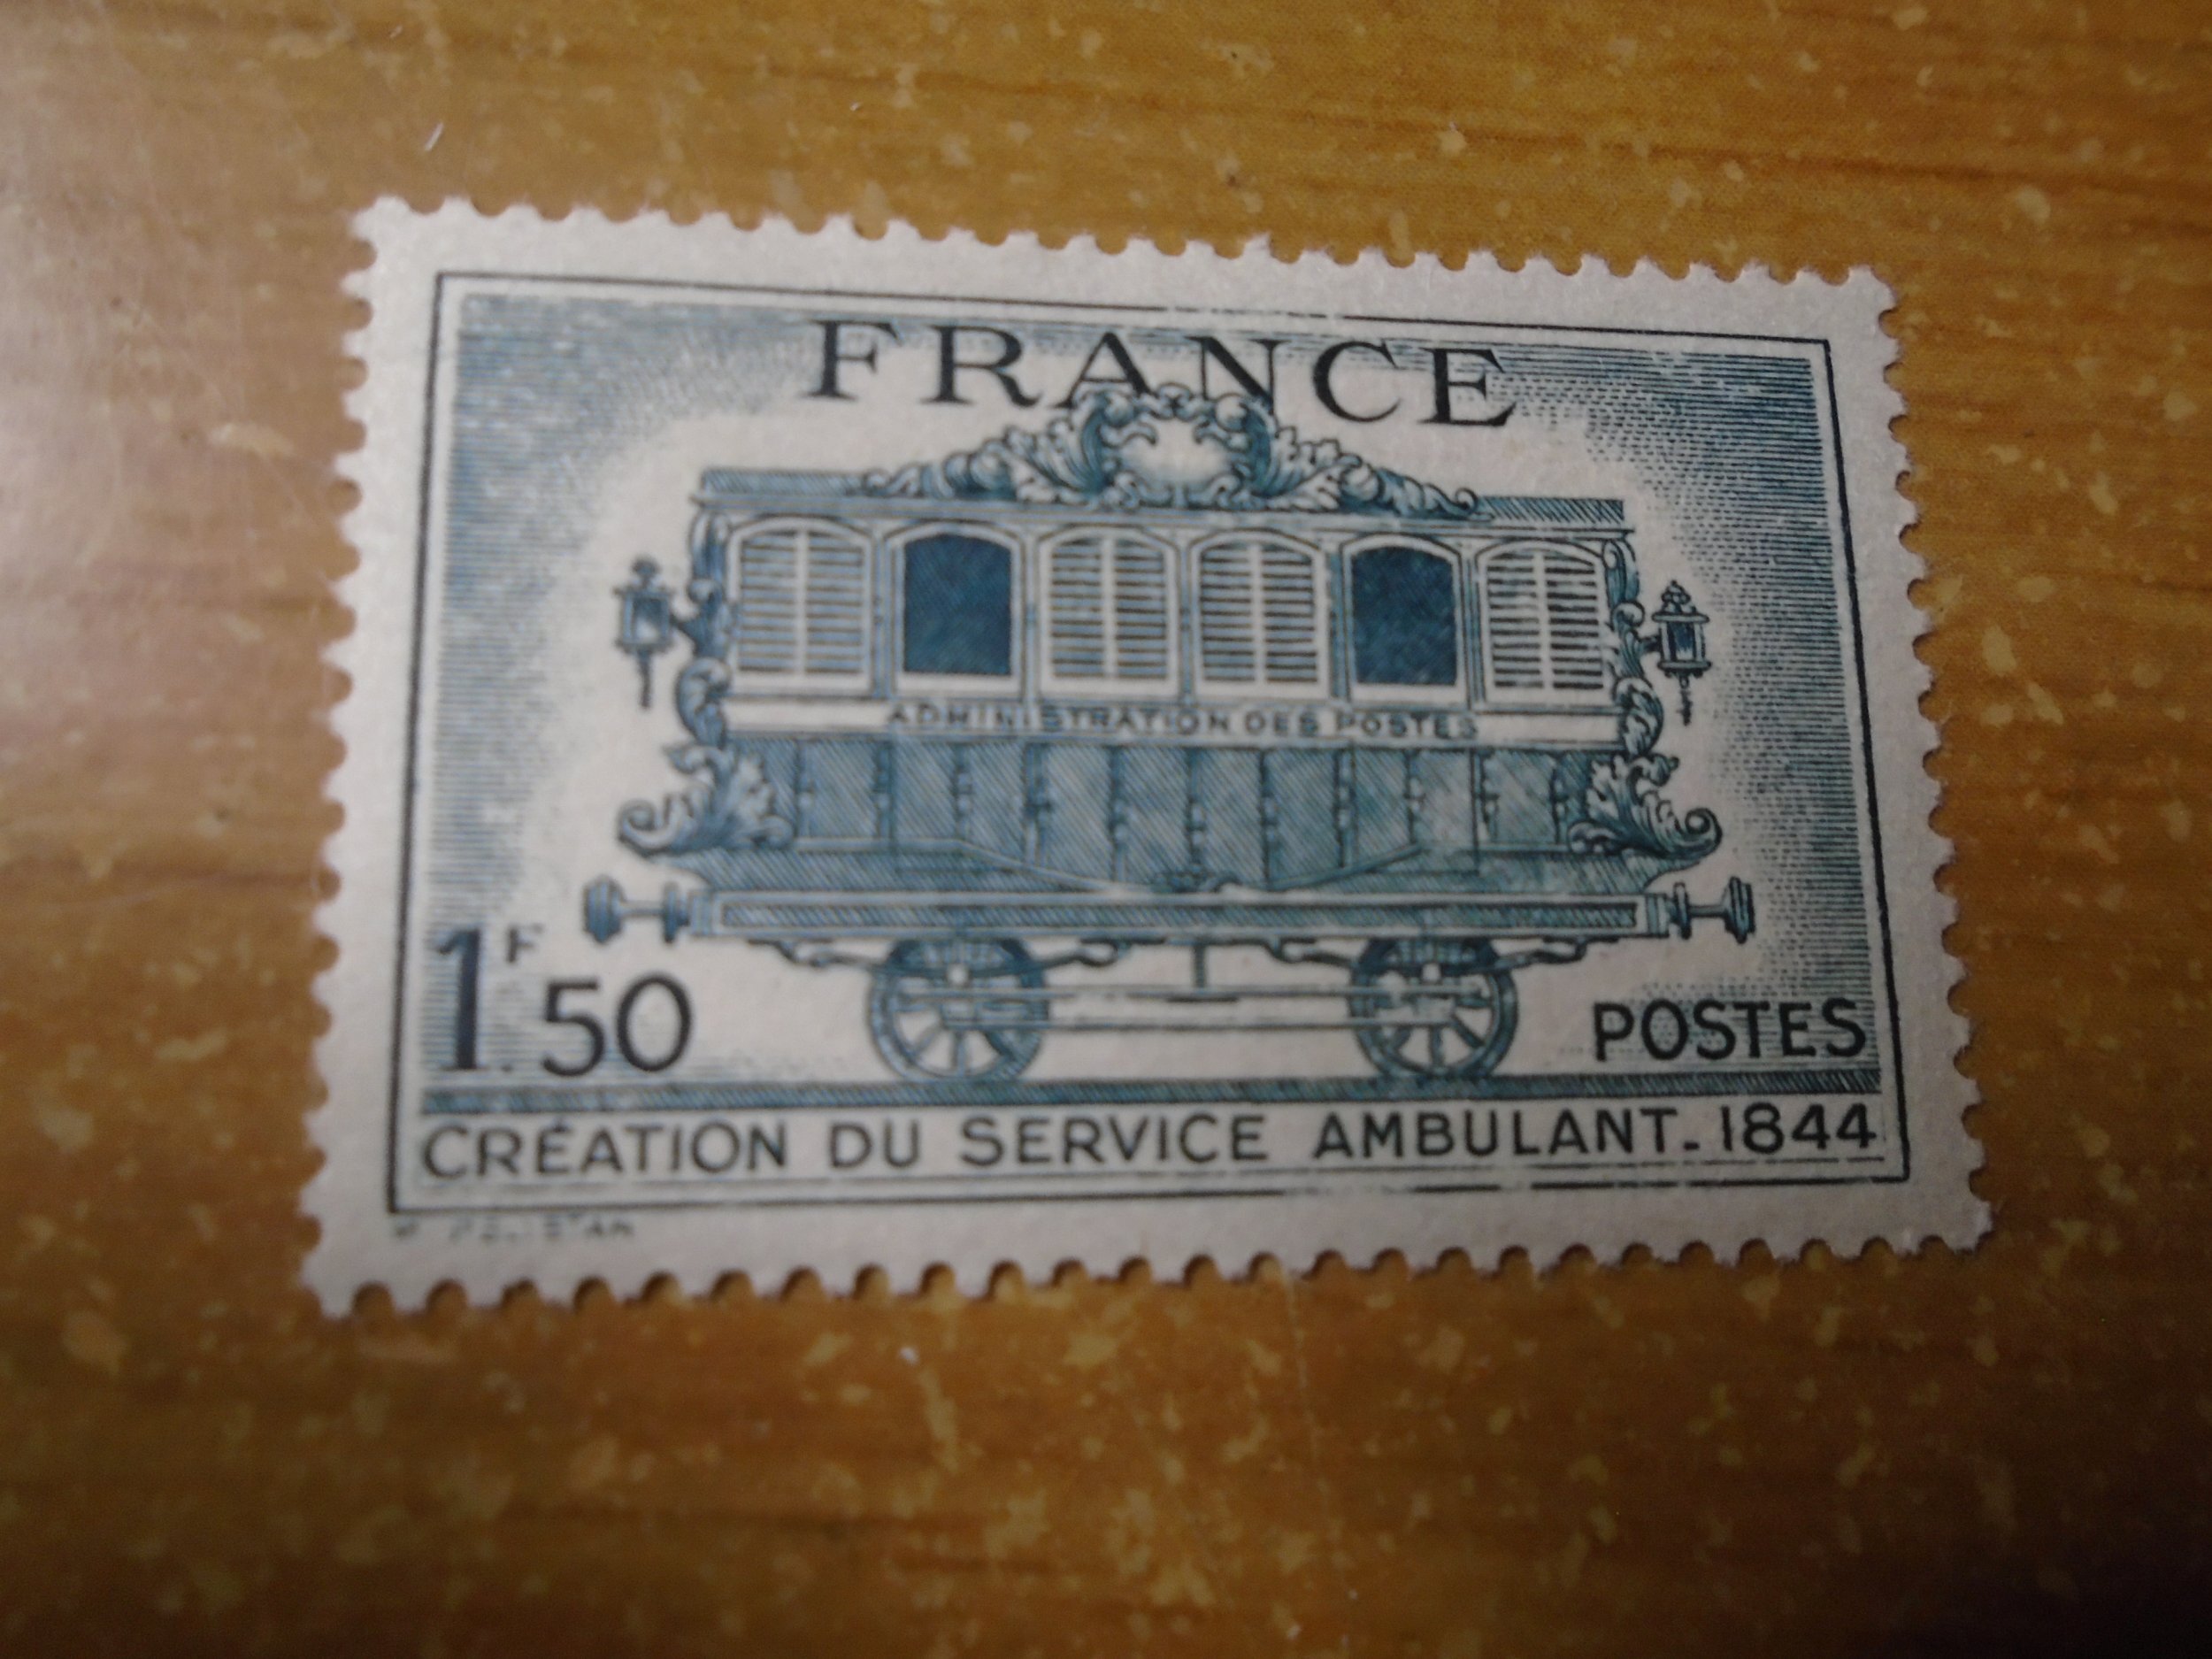 FRANCE
ADMINISTRATION DES POSTES
1F.50
POSTES
CRÉATION DU SERVICE AMBULANT-1844